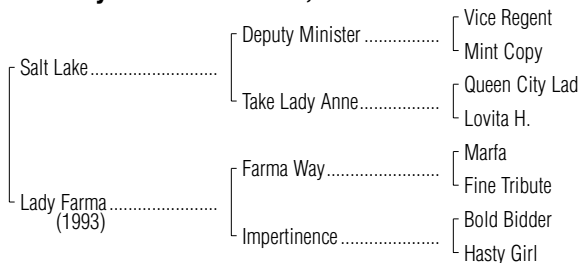 Vice Regent
Deputy Minister ..................
Mint Copy
Salt Lake..............................
Queen City Lad
Take Lady Anne...................
Lovita H.
Marfa
Farma Way...........................
Fine Tribute
Lady Farma .........................
(1993)
Bold Bidder
Impertinence .......................
Hasty Girl